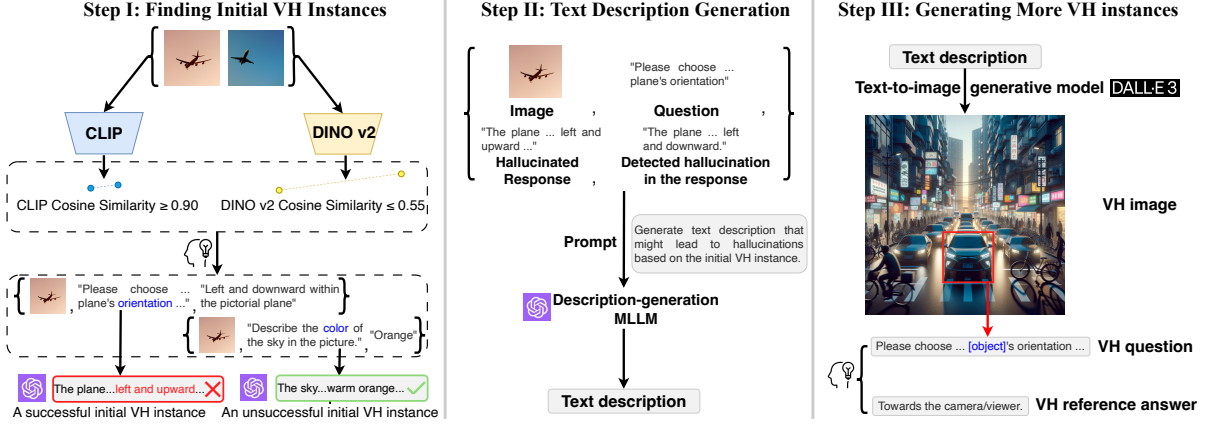 Step I: Finding Initial VH Instances
CLIP
DINO v2
CLIP Cosine Similarity ≥ 0.90
DINO v2 Cosine Similarity ≤ 0.55
"Please choose ...
plane's orientation ...",
"Left and downward within
the pictorial plane"
"Describe the color of
the sky in the picture."
, "Orange"
The plane...left and upward...
The sky...warm orange...
A successful initial VH instance
An unsuccessful initial VH instance
Step II: Text Description Generation
"Please choose ...
plane's orientation"
Image ,
Question ,
"The plane ... left and
upward ..."
"The plane ... left
and downward."
Hallucinated
Response ,
Detected hallucination
in the response
Prompt
Generate text description that
might lead to hallucinations
based on the initial VH instance.
Description-generation
MLLM
Text description
Step III: Generating More VH instances
Text description
Text-to-image generative model DALL·E 3
VH image
Please choose ... [object]'s orientation ...
VH question
Towards the camera/viewer.
VH reference answer